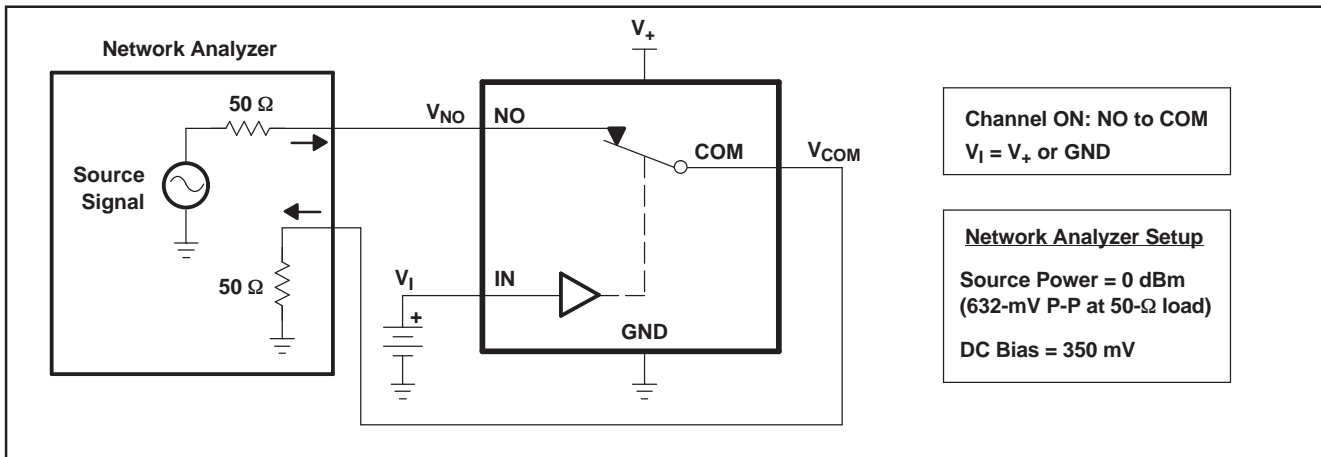 V+
Network Analyzer
50 Ω
VNO
NO
COM
VCOM
Source
Signal
50 Ω
VI
IN
+
GND
Channel ON: NO to COM
VI = V+ or GND
Network Analyzer Setup
Source Power = 0 dBm
(632-mV P-P at 50-Ω load)
DC Bias = 350 mV